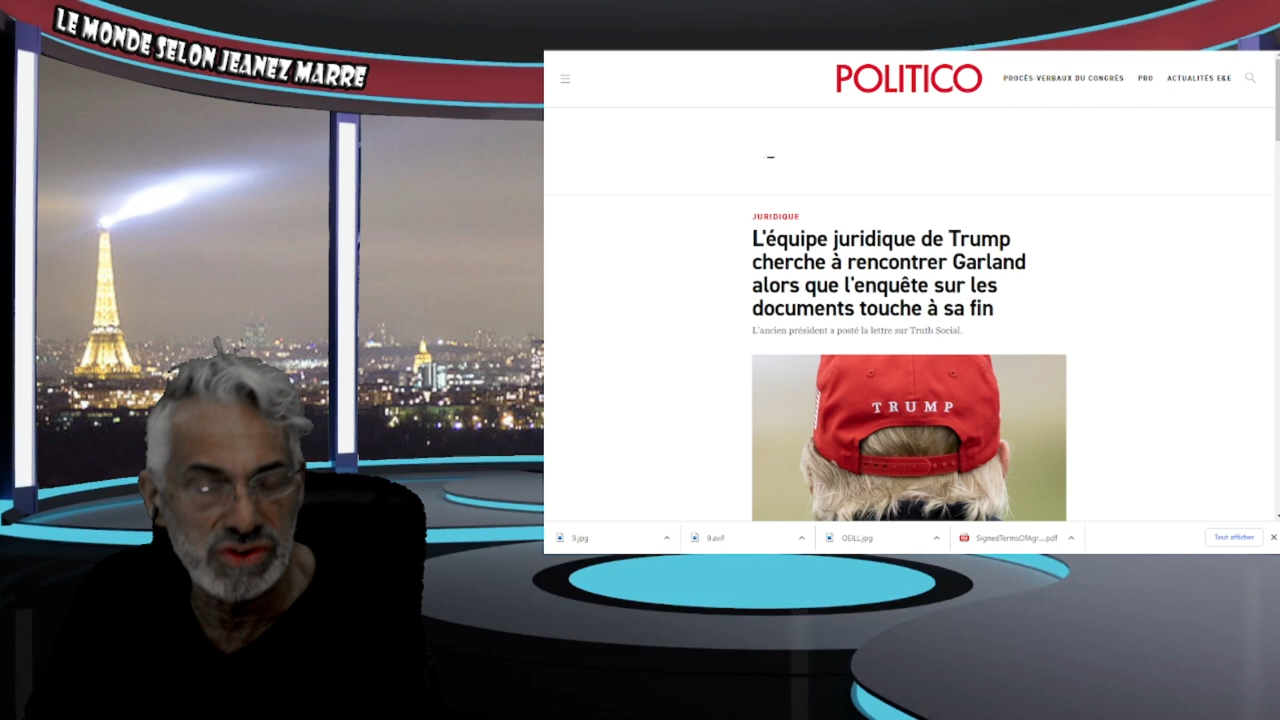 LE MONDE SELON JEANEZ MARRE
POLITICO
PROCÈS-VERBAUX DU CONGRÈS
PRO
ACTUALITÉS E&E
JURIDIQUE
L'équipe juridique de Trump
cherche à rencontrer Garland
alors que l'enquête sur les
documents touche à sa fin
L'ancien président a posté la lettre sur Truth Social.
TRUMP
9.jpg
9.avif
OEILL.jpg
SignedTermsOfAgr....pdf
Tout afficher